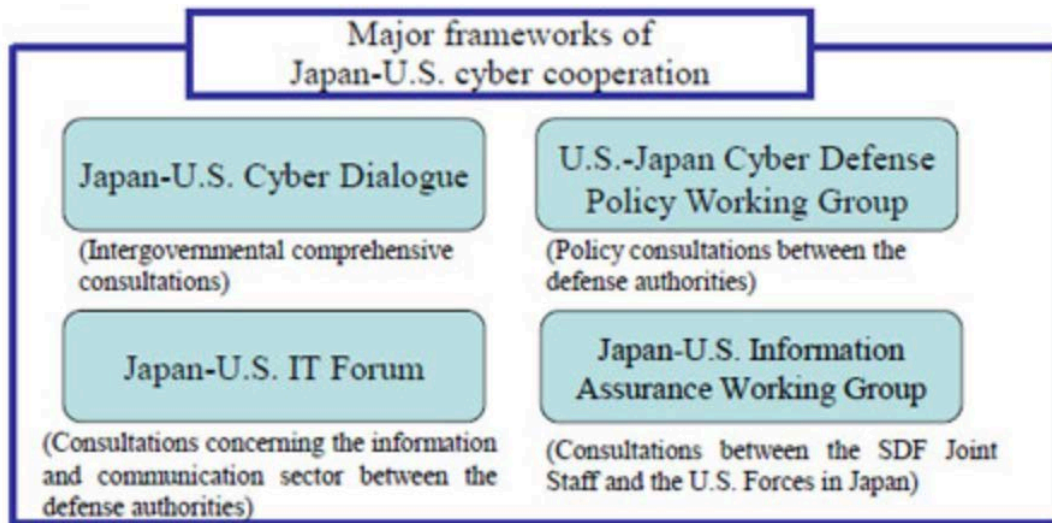 Major frameworks of
Japan-U.S. cyber cooperation
Japan-U.S. Cyber Dialogue
(Intergovernmental comprehensive
consultations)
U.S.-Japan Cyber Defense
Policy Working Group
(Policy consultations between the
defense authorities)
Japan-U.S. IT Forum
(Consultations concerning the information
and communication sector between the
defense authorities)
Japan-U.S. Information
Assurance Working Group
(Consultations between the SDF Joint
Staff and the U.S. Forces in Japan)